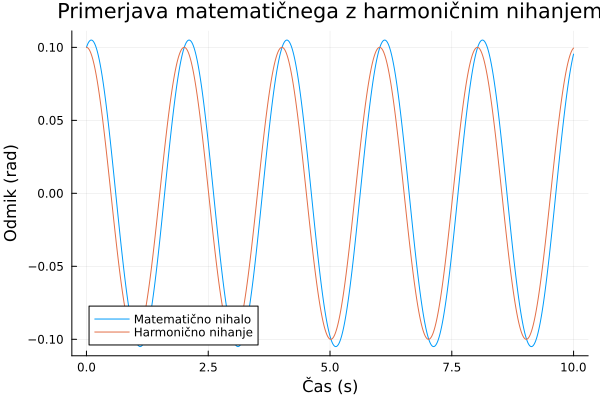 Primerjava matematičnega z harmoničnim nihanjem
Odmik (rad)
0.10
0.05
0.00
−0.05
−0.10
Matematično nihalo
Harmonično nihanje
0.0 2.5 5.0 7.5 10.0
Čas (s)